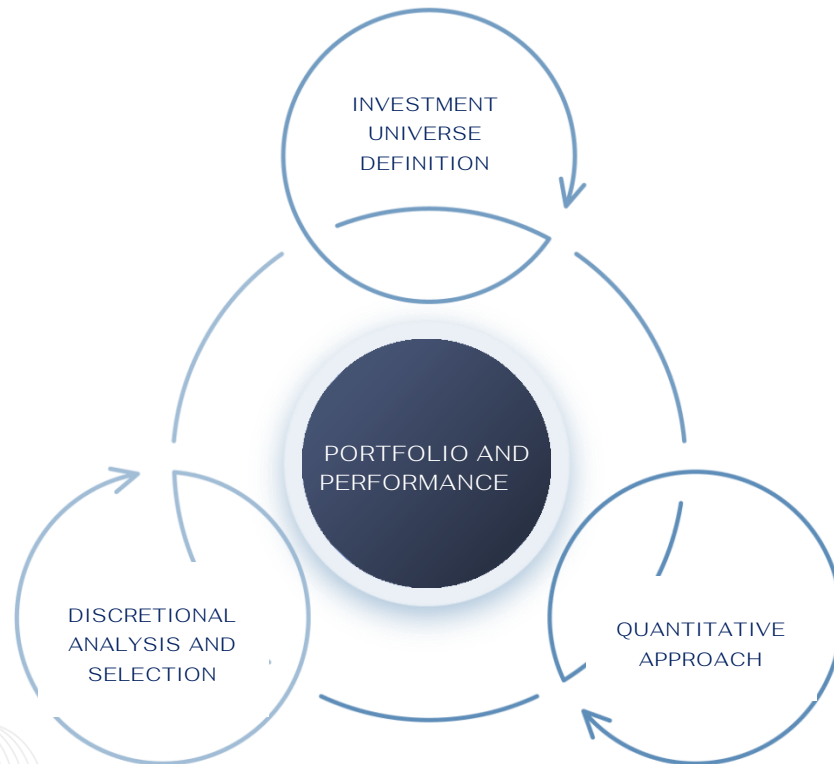 INVESTMENT
UNIVERSE
DEFINITION
PORTFOLIO AND
PERFORMANCE
DISCRETIONAL
ANALYSIS AND
SELECTION
QUANTITATIVE
APPROACH